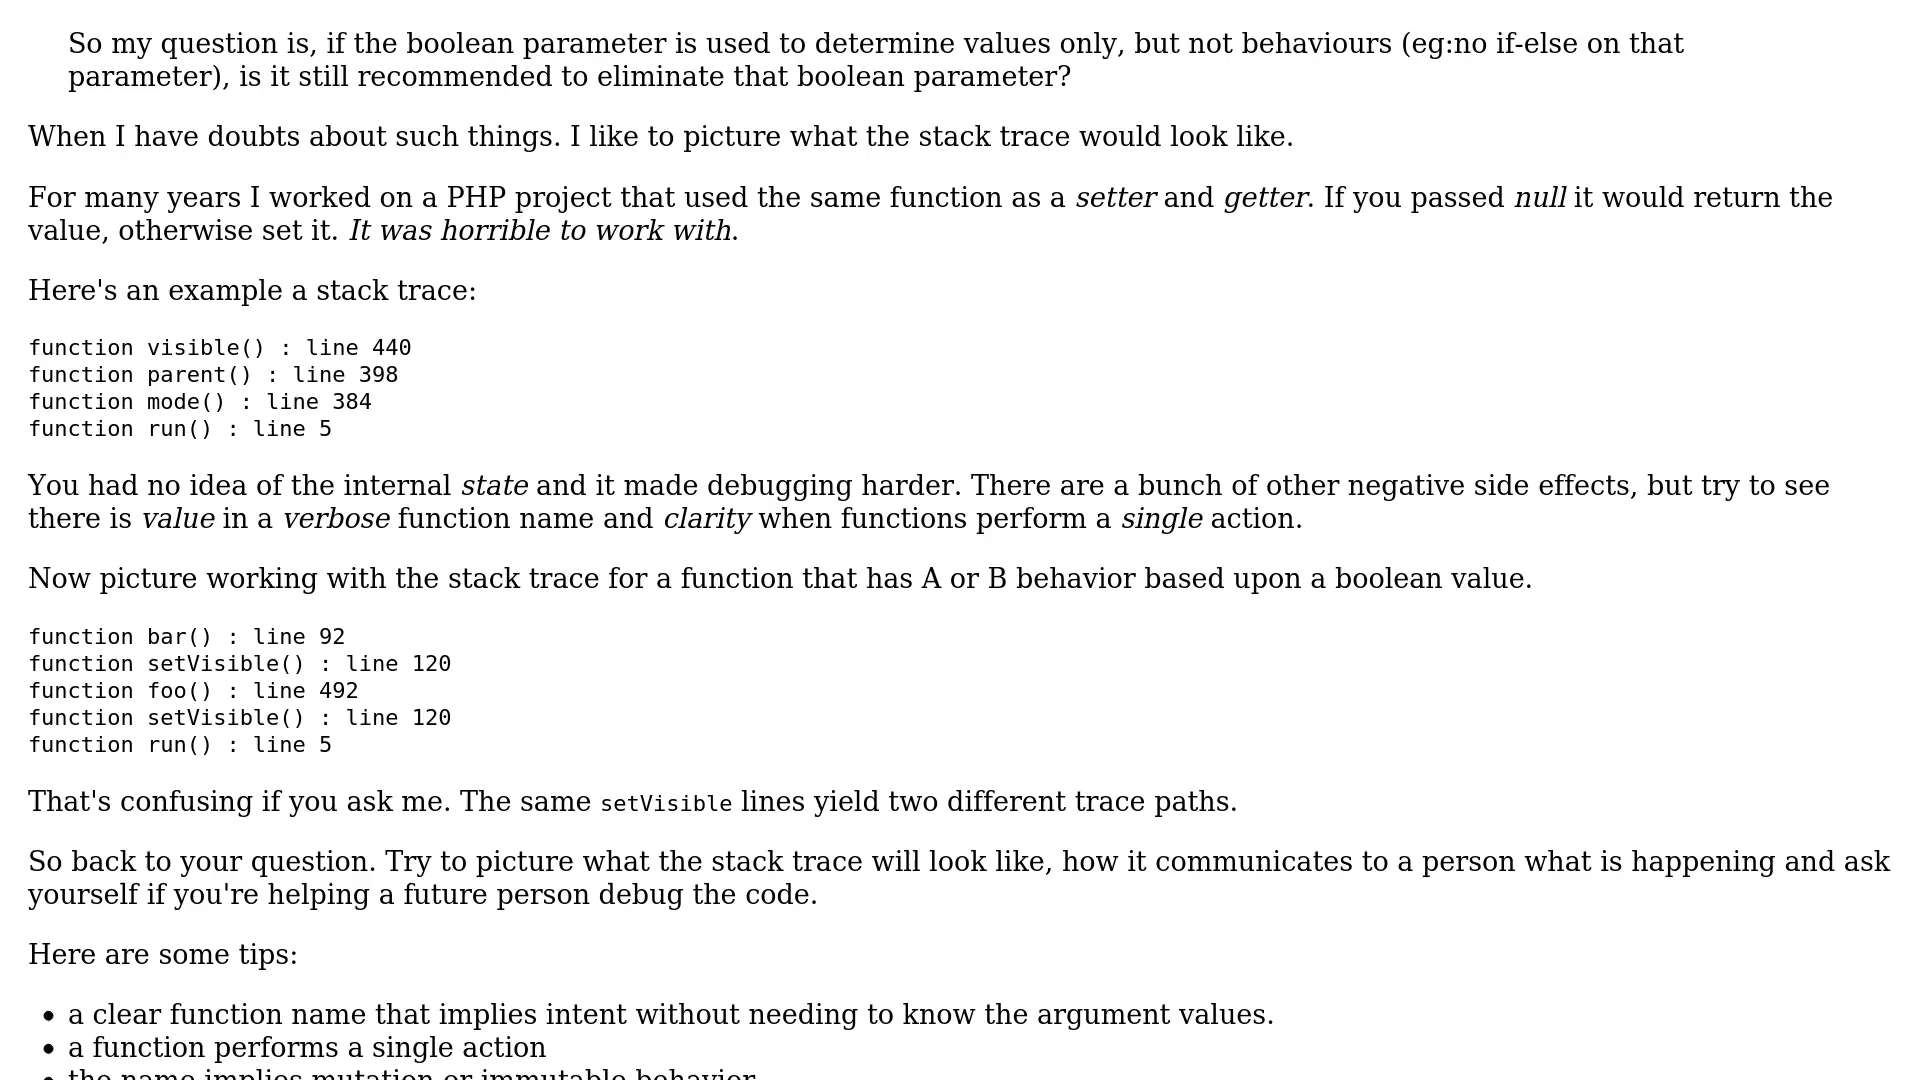 So my question is, if the boolean parameter is used to determine values only, but not behaviours (eg:no if-else on that
parameter), is it still recommended to eliminate that boolean parameter?
When I have doubts about such things. I like to picture what the stack trace would look like.
For many years I worked on a PHP project that used the same function as a setter and getter. If you passed null it would return the
value, otherwise set it. It was horrible to work with.
Here's an example a stack trace:
function visible() : line 440
function parent() : line 398
function mode() : line 384
function run() : line 5
You had no idea of the internal state and it made debugging harder. There are a bunch of other negative side effects, but try to see
there is value in a verbose function name and clarity when functions perform a single action.
Now picture working with the stack trace for a function that has A or B behavior based upon a boolean value.
function bar() : line 92
function setVisible() : line 120
function foo() : line 492
function setVisible() : line 120
function run() : line 5
That's confusing if you ask me. The same setVisible lines yield two different trace paths.
So back to your question. Try to picture what the stack trace will look like, how it communicates to a person what is happening and ask
yourself if you're helping a future person debug the code.
Here are some tips:
• a clear function name that implies intent without needing to know the argument values.
• a function performs a single action
• the name implies mutation or immutable behavior